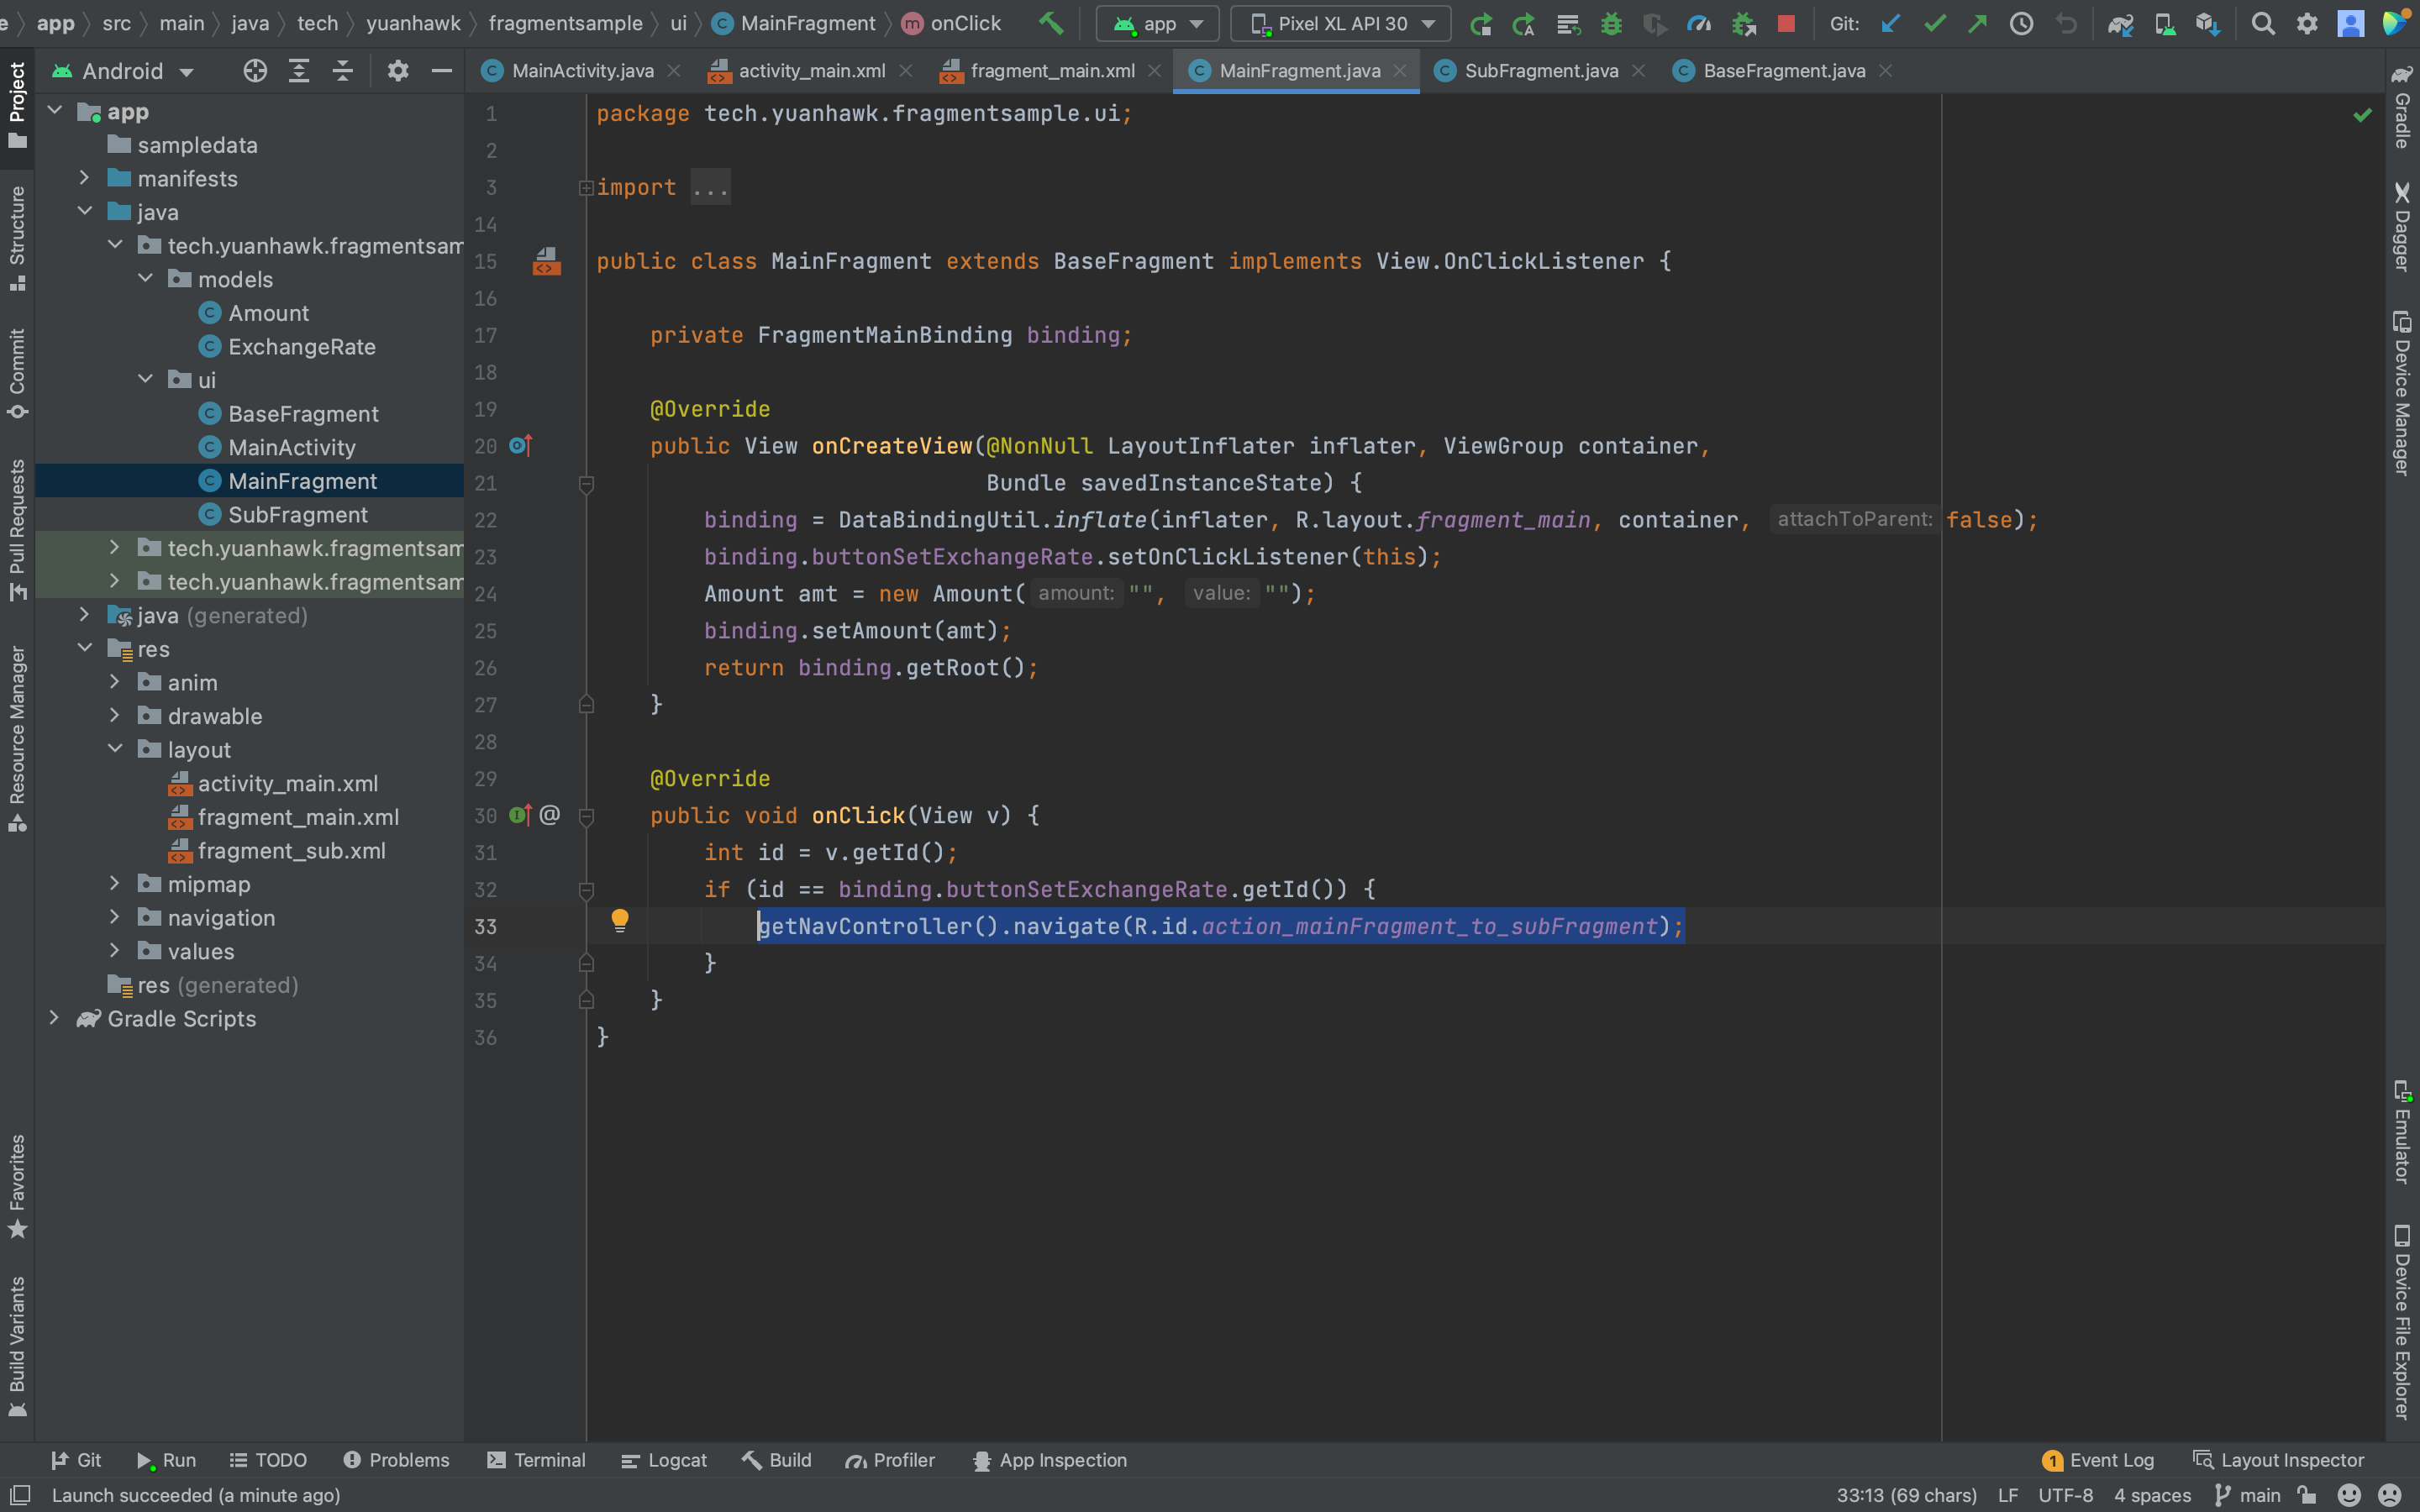 e app src main java tech yuanhawk fragmentsample ui MainFragment onClick app Pixel XL API 30 Git:
Project
Structure
Commit
Pull Requests
Resource Manager
Favorites
Build Variants
Android
app
sampledata
manifests
java
tech.yuanhawk.fragmentsam
models
Amount
ExchangeRate
ui
BaseFragment
MainActivity
MainFragment
SubFragment
tech.yuanhawk.fragmentsam
tech.yuanhawk.fragmentsam
java (generated)
res
anim
drawable
layout
activity_main.xml
fragment_main.xml
fragment_sub.xml
mipmap
navigation
values
res (generated)
Gradle Scripts
MainActivity.java activity_main.xml fragment_main.xml MainFragment.java SubFragment.java BaseFragment.java
1 package tech.yuanhawk.fragmentsample.ui;
2
3 import ...
14
15 public class MainFragment extends BaseFragment implements View.OnClickListener {
16
17 private FragmentMainBinding binding;
18
19 @Override
20 public View onCreateView(@NonNull LayoutInflater inflater, ViewGroup container,
21 Bundle savedInstanceState) {
22 binding = DataBindingUtil.inflate(inflater, R.layout.fragment_main, container, attachToParent: false);
23 binding.buttonSetExchangeRate.setOnClickListener(this);
24 Amount amt = new Amount( amount: "", value: "");
25 binding.setAmount(amt);
26 return binding.getRoot();
27 }
28
29 @Override
30 @ public void onClick(View v) {
31 int id = v.getId();
32 if (id == binding.buttonSetExchangeRate.getId()) {
33 getNavController().navigate(R.id.action_mainFragment_to_subFragment);
34 }
35 }
36 }
Gradle
Dagger
Device Manager
Emulator
Device File Explorer
Git Run TODO Problems Terminal Logcat Build Profiler App Inspection 1 Event Log Layout Inspector
Launch succeeded (a minute ago) 33:13 (69 chars) LF UTF-8 4 spaces main